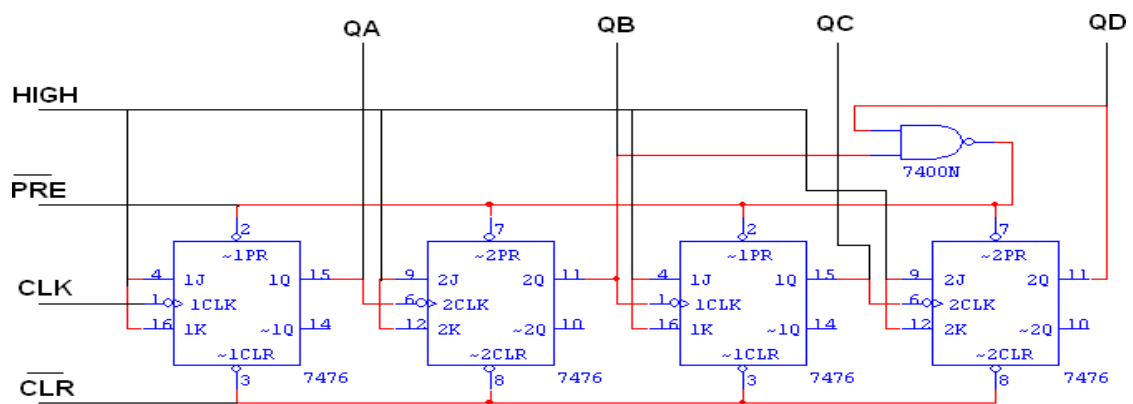 QA QB QC QD
HIGH
7400N
PRE
2 7 2 7
~1PR ~2PR ~1PR ~2PR
4 1J 1Q 15 9 2J 2Q 11 4 1J 1Q 15 9 2J 2Q 11
CLK 1 1CLK 6 2CLK 1 1CLK 6 2CLK
16 1K ~1Q 14 12 2K ~2Q 10 16 1K ~1Q 14 12 2K ~2Q 10
~1CLR ~2CLR ~1CLR ~2CLR
CLR 3 7476 8 7476 3 7476 8 7476